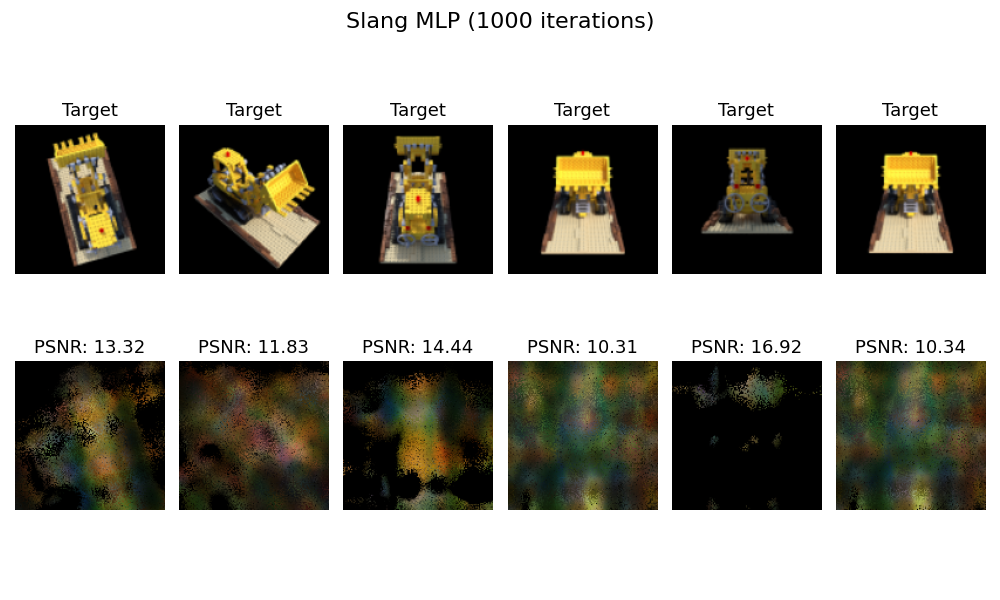 Slang MLP (1000 iterations)
Target Target Target Target Target Target
PSNR: 13.32 PSNR: 11.83 PSNR: 14.44 PSNR: 10.31 PSNR: 16.92 PSNR: 10.34